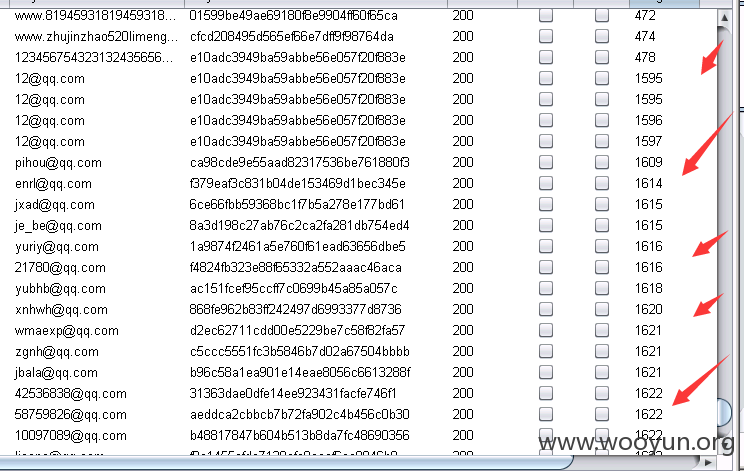 www.81945931819459318... 01599be49ae69180f8e9904ff60f65ca 200 472
www.zhujinzhao520limeng... cfcd208495d565ef66e7dff9f98764da 200 474
123456754323132435656... e10adc3949ba59abbe56e057f20f883e 200 478
12@qq.com e10adc3949ba59abbe56e057f20f883e 200 1595
12@qq.com e10adc3949ba59abbe56e057f20f883e 200 1595
12@qq.com e10adc3949ba59abbe56e057f20f883e 200 1596
12@qq.com e10adc3949ba59abbe56e057f20f883e 200 1597
pihou@qq.com ca98cde9e55aad82317536be761880f3 200 1609
enrl@qq.com f379eaf3c831b04de153469d1bec345e 200 1614
jxad@qq.com 6ce66fbb59368bc1f7b5a278e177bd61 200 1615
je_be@qq.com 8a3d198c27ab76c2ca2fa281db754ed4 200 1615
yuriy@qq.com 1a9874f2461a5e760f61ead63656dbe5 200 1616
21780@qq.com f4824fb323e88f65332a552aaac46aca 200 1616
yubhb@qq.com ac151fcef95ccff7c0699b45a85a057c 200 1618
xnhwh@qq.com 868fe962b83ff242497d6993377d8736 200 1620
wmaexp@qq.com d2ec62711cdd00e5229be7c58f82fa57 200 1621
zgnh@qq.com c5ccc5551fc3b5846b7d02a67504bbbb 200 1621
jbala@qq.com b96c58a1ea901e14eae8056c6613288f 200 1621
42536838@qq.com 31363dae0dfe14ee923431facfe746f1 200 1622
58759826@qq.com aeddca2cbbcb7b72fa902c4b456c0b30 200 1622
10097089@qq.com b48817847b604b513b8da7fc48690356 200 1622
www.wooyun.org